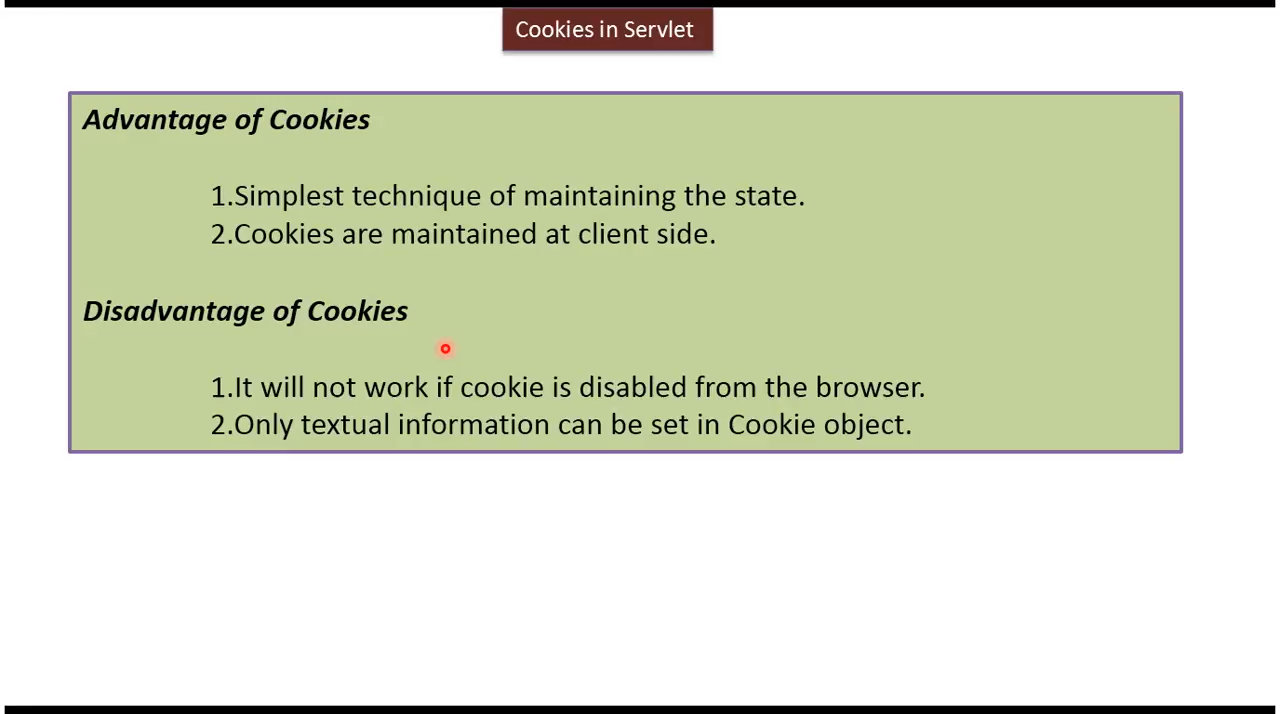 Cookies in Servlet
Advantage of Cookies
1.Simplest technique of maintaining the state.
2.Cookies are maintained at client side.
Disadvantage of Cookies
1.It will not work if cookie is disabled from the browser.
2.Only textual information can be set in Cookie object.